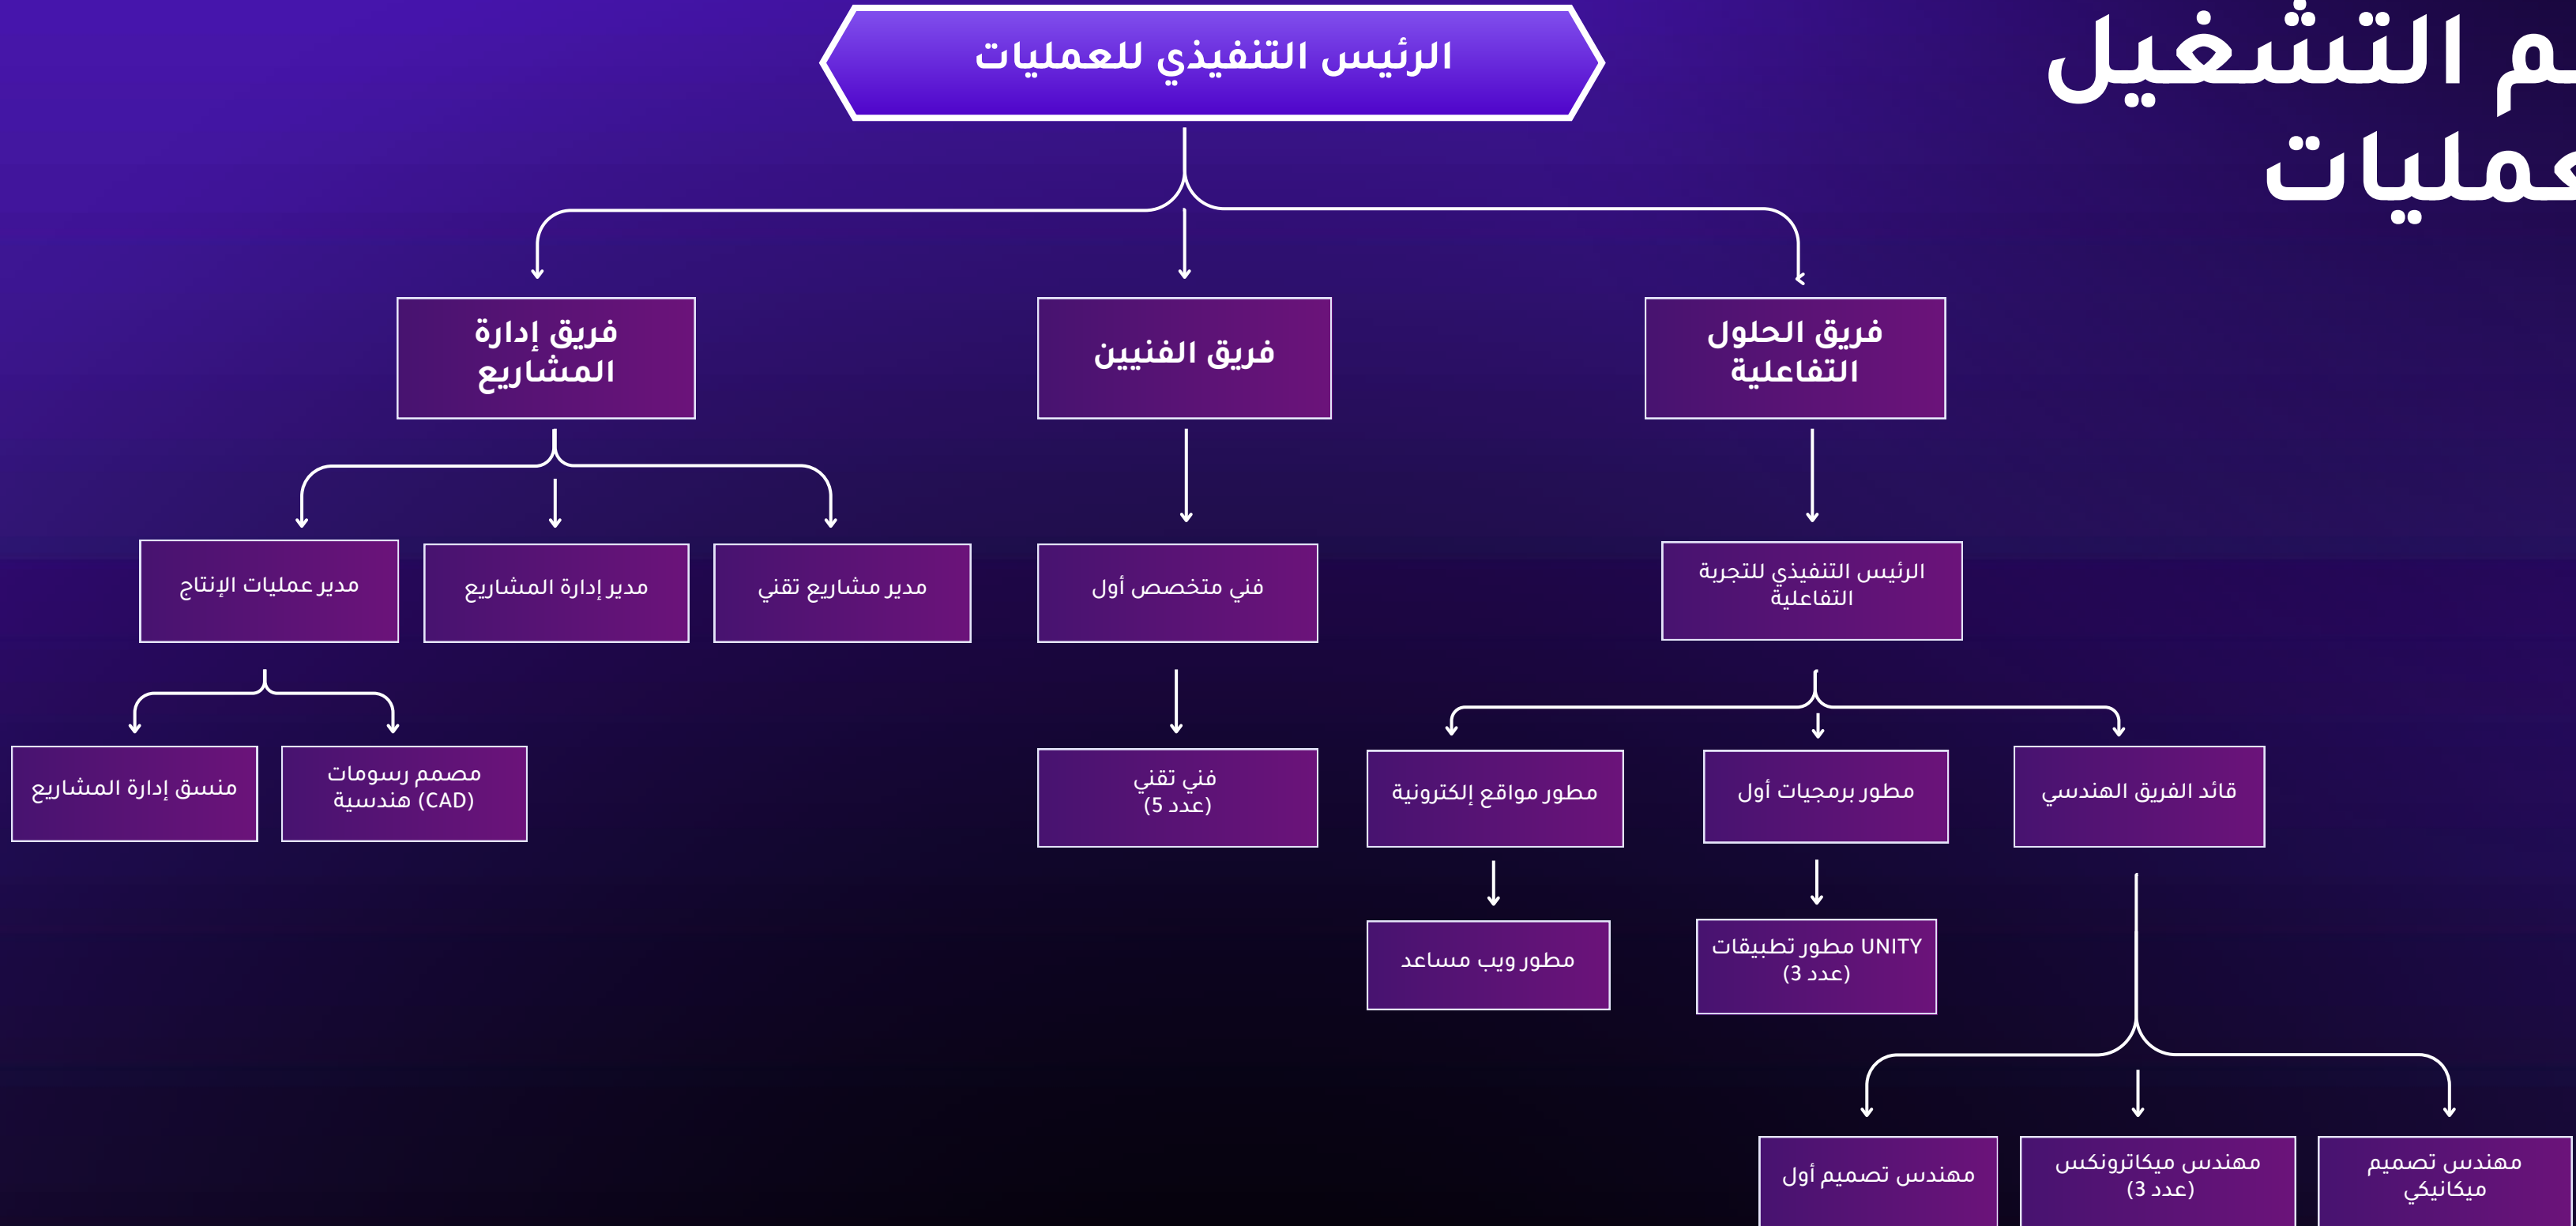 التشغيل
الرئيس التنفيذي للعمليات
فريق الحلول
التفاعلية
فريق الفنيين
فريق إدارة
المشاريع
الرئيس التنفيذي للتجربة
التفاعلية
فني متخصص أول
مدير مشاريع تقني
مدير إدارة المشاريع
مدير عمليات الإنتاج
قائد الفريق الهندسي
مطور برمجيات أول
مطور مواقع إلكترونية
فني تقني
(عدد 5)
مصمم رسومات
هندسية (CAD)
منسق إدارة المشاريع
مطور تطبيقات UNITY
(عدد 3)
مطور ويب مساعد
مهندس تصميم
ميكانيكي
مهندس ميكاترونكس
(عدد 3)
مهندس تصميم أول